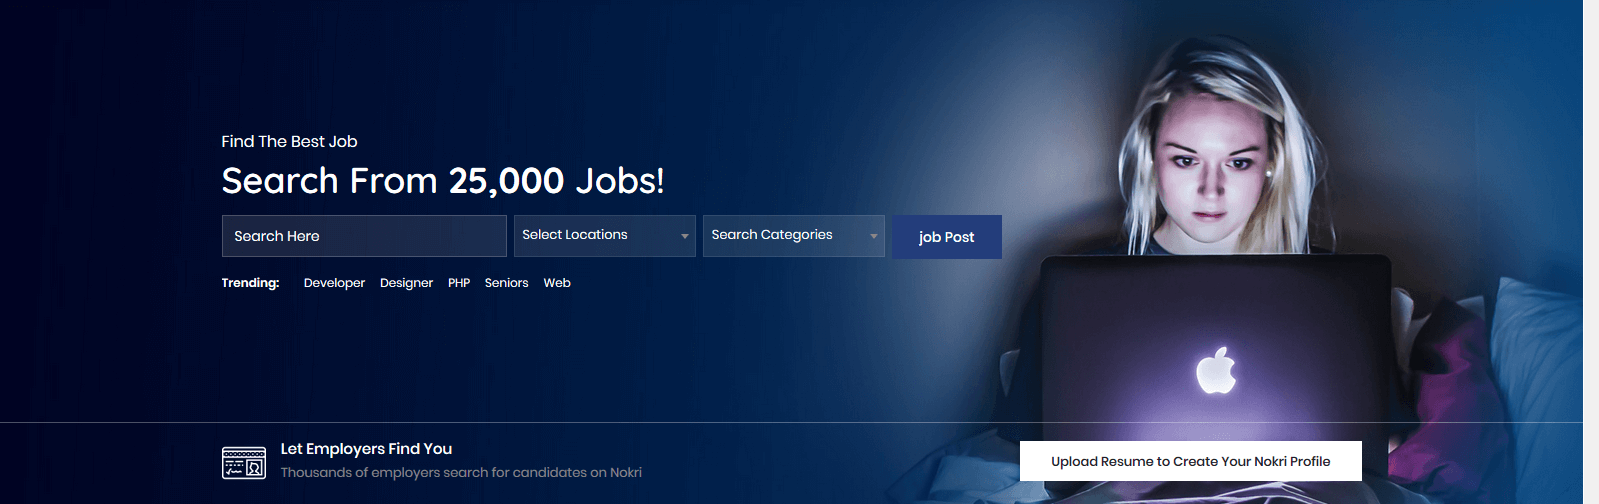 Find The Best Job
Search From 25,000 Jobs!
Search Here
Select Locations
Search Categories
job Post
Trending: Developer Designer PHP Seniors Web
Let Employers Find You
Thousands of employers search for candidates on Nokri
Upload Resume to Create Your Nokri Profile